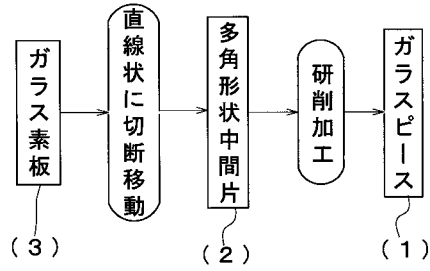 ガラス素板
直線状に切断移動
多角形状中間片
研削加工
ガラスピース
(3)
(2)
(1)